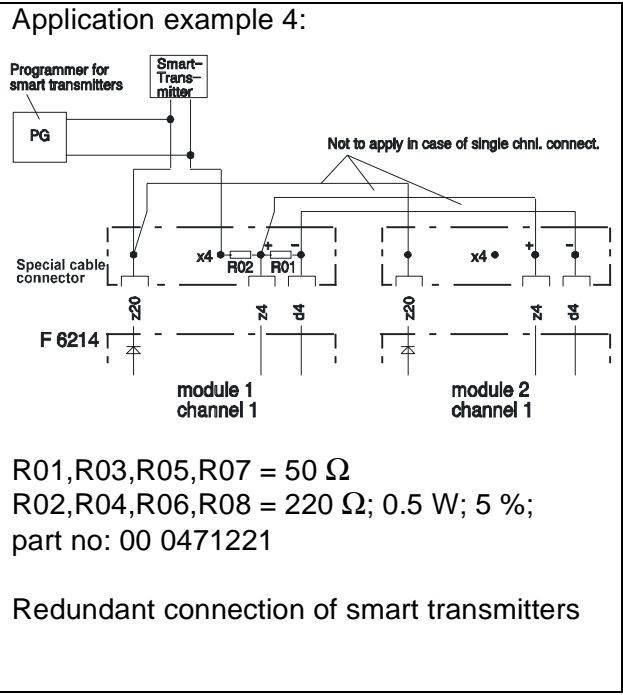 Application example 4:
Programmer for
smart transmitters
Smart-
Trans-
mitter
PG
Not to apply in case of single chnl. connect.
Special cable
connector
x4
R02
+
R01
-
x4
+
-
z20
z4
d4
z20
z4
d4
F 6214
module 1
channel 1
module 2
channel 1
R01,R03,R05,R07 = 50 Ω
R02,R04,R06,R08 = 220 Ω; 0.5 W; 5 %;
part no: 00 0471221
Redundant connection of smart transmitters